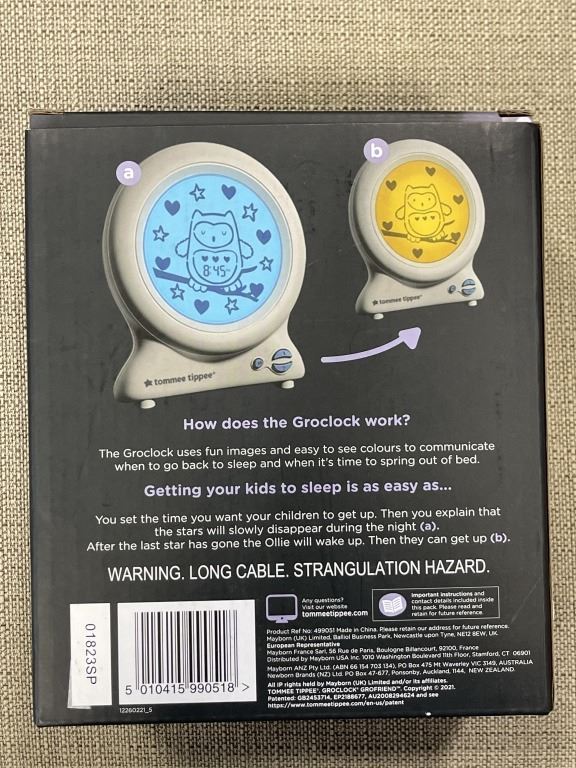 a
b
8:45
tommee tippee®
tommee tippee®
How does the Groclock work?
The Groclock uses fun images and easy to see colours to communicate
when to go back to sleep and when it's time to spring out of bed.
Getting your kids to sleep is as easy as...
You set the time you want your children to get up. Then you explain that
the stars will slowly disappear during the night (a).
After the last star has gone the Ollie will wake up. Then they can get up (b).
WARNING. LONG CABLE. STRANGULATION HAZARD.
Any questions?
Visit our website
tommeetippee.com
Important instructions and
contact details included inside
this pack. Please read and
retain for future reference.
Product Ref No: 499051 Made in China. Please retain our address for future reference.
Mayborn (UK) Limited, Balliol Business Park, Newcastle upon Tyne, NE12 8EW, UK.
European Representative
Mayborn France Sarl, 56 Rue de Paris, Boulogne Billancourt, 92100, France
Distributed by Mayborn USA Inc. 1010 Washington Boulevard 11th Floor, Stamford, CT 06901
Mayborn ANZ Pty Ltd. (ABN 66 154 703 134), PO Box 475 Mt Waverley VIC 3149, AUSTRALIA
Newborn Brands (NZ) Ltd. PO Box 47-677, Ponsonby, Auckland, 1144, NEW ZEALAND.
All IP rights held by Mayborn (UK) Limited and/or its affiliates.
TOMMEE TIPPEE®, GROCLOCK® GROFRIEND™. Copyright © 2021.
Patented: GB2453714, EP2188677, AU2008294624 and see
https://www.tommeetippee.com/en-us/patent
01823SP
5 010415 990518 >
12260221_5